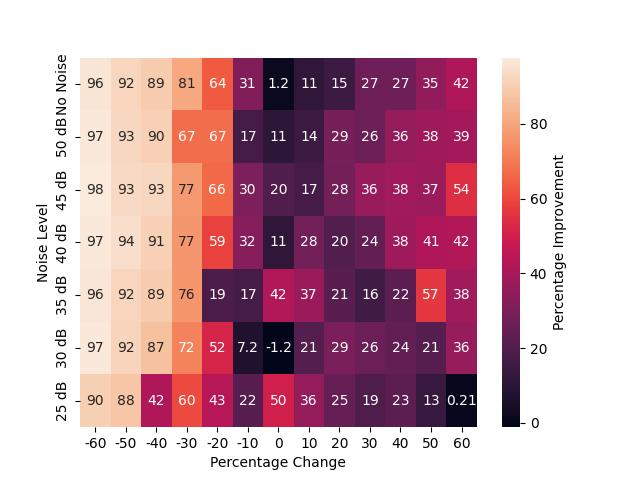 No Noise 96 92 89 81 64 31 1.2 11 15 27 27 35 42
50 dB 97 93 90 67 67 17 11 14 29 26 36 38 39
45 dB 98 93 93 77 66 30 20 17 28 36 38 37 54
40 dB 97 94 91 77 59 32 11 28 20 24 38 41 42
35 dB 96 92 89 76 19 17 42 37 21 16 22 57 38
30 dB 97 92 87 72 52 7.2 -1.2 21 29 26 24 21 36
25 dB 90 88 42 60 43 22 50 36 25 19 23 13 0.21
-60 -50 -40 -30 -20 -10 0 10 20 30 40 50 60
Percentage Change
Noise Level
80
60
40
20
0
Percentage Improvement